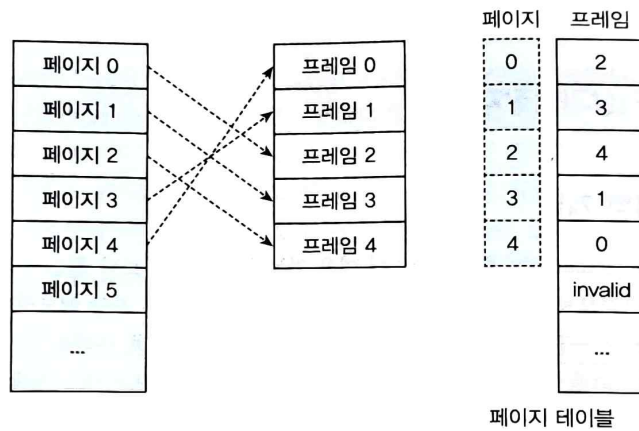 페이지 0
페이지 1
페이지 2
페이지 3
페이지 4
페이지 5
...
프레임 0
프레임 1
프레임 2
프레임 3
프레임 4
페이지 프레임
0 2
1 3
2 4
3 1
4 0
invalid
...
페이지 테이블